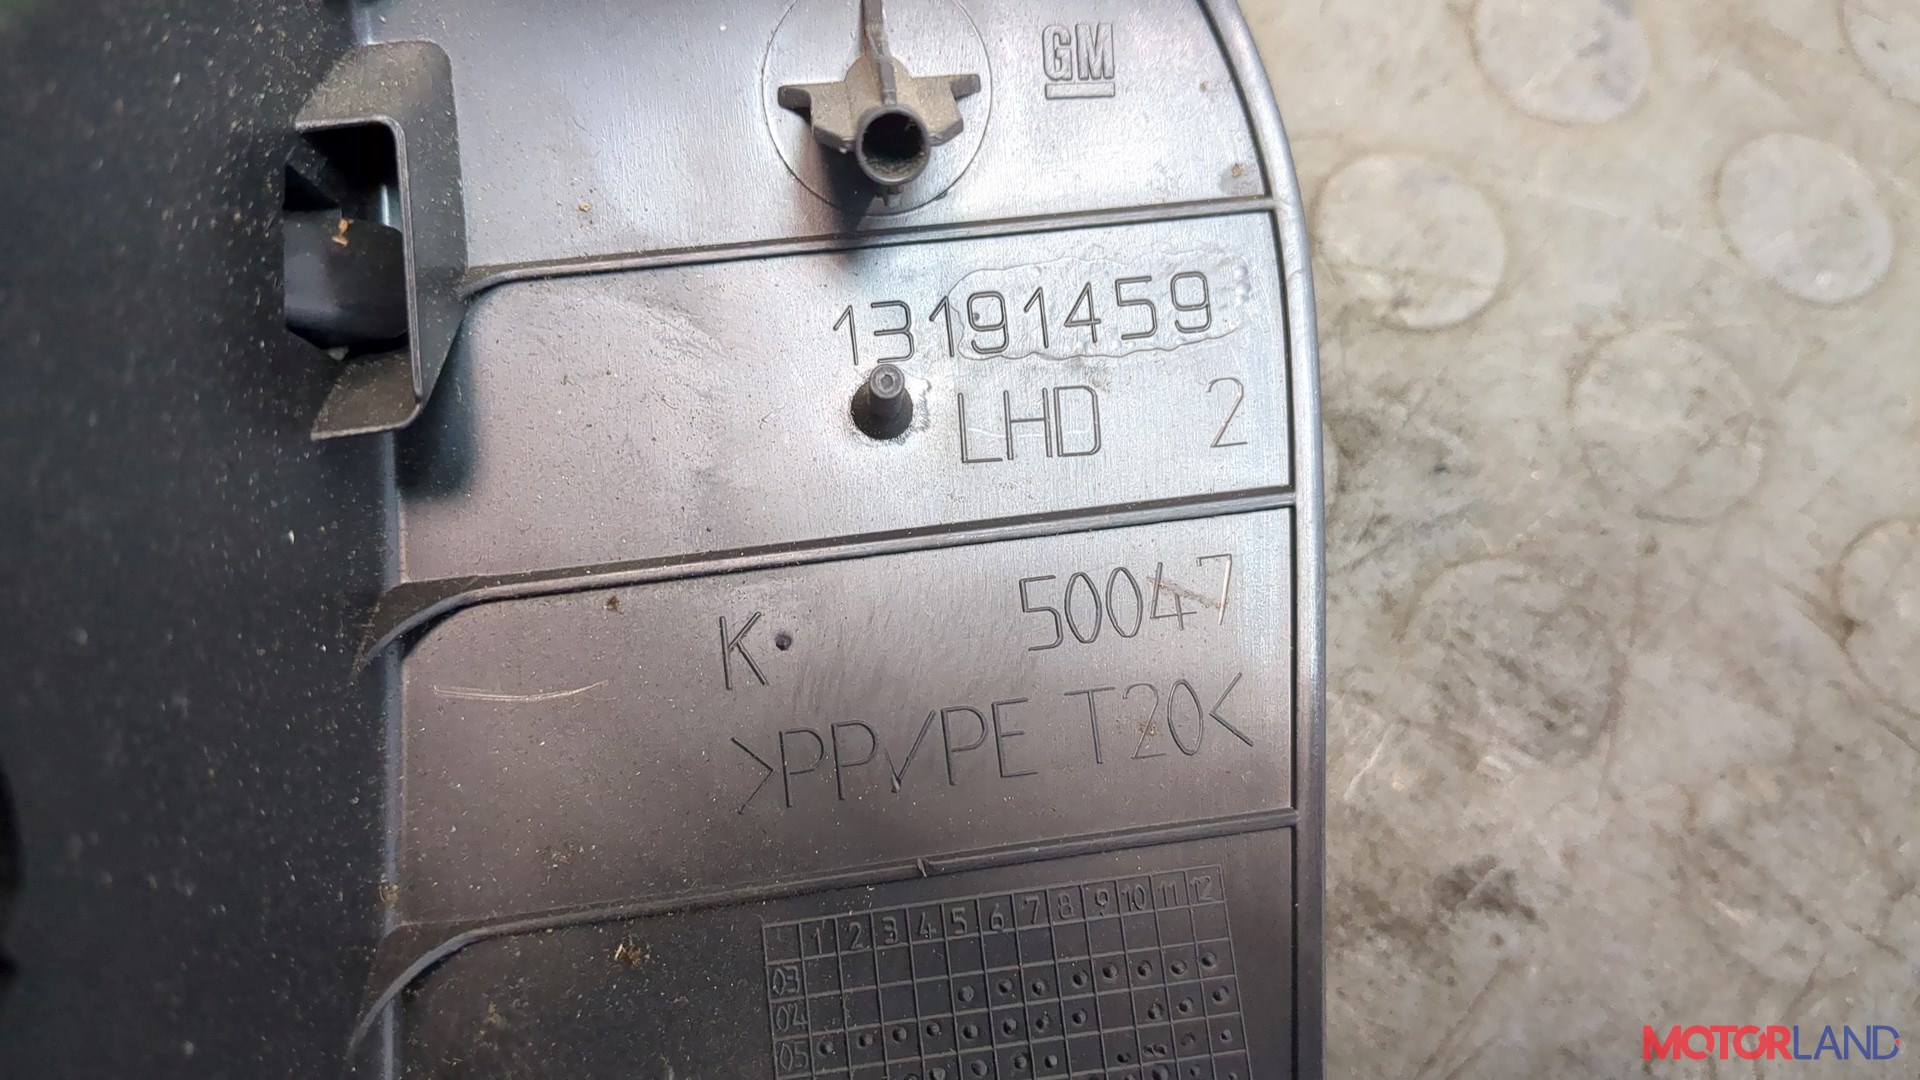 GM
13191459
LHD 2
K 50047
>PP/PE T20<
1 2 3 4 5 6 7 8 9 10 11 12
03
04
05
MOTORLAND